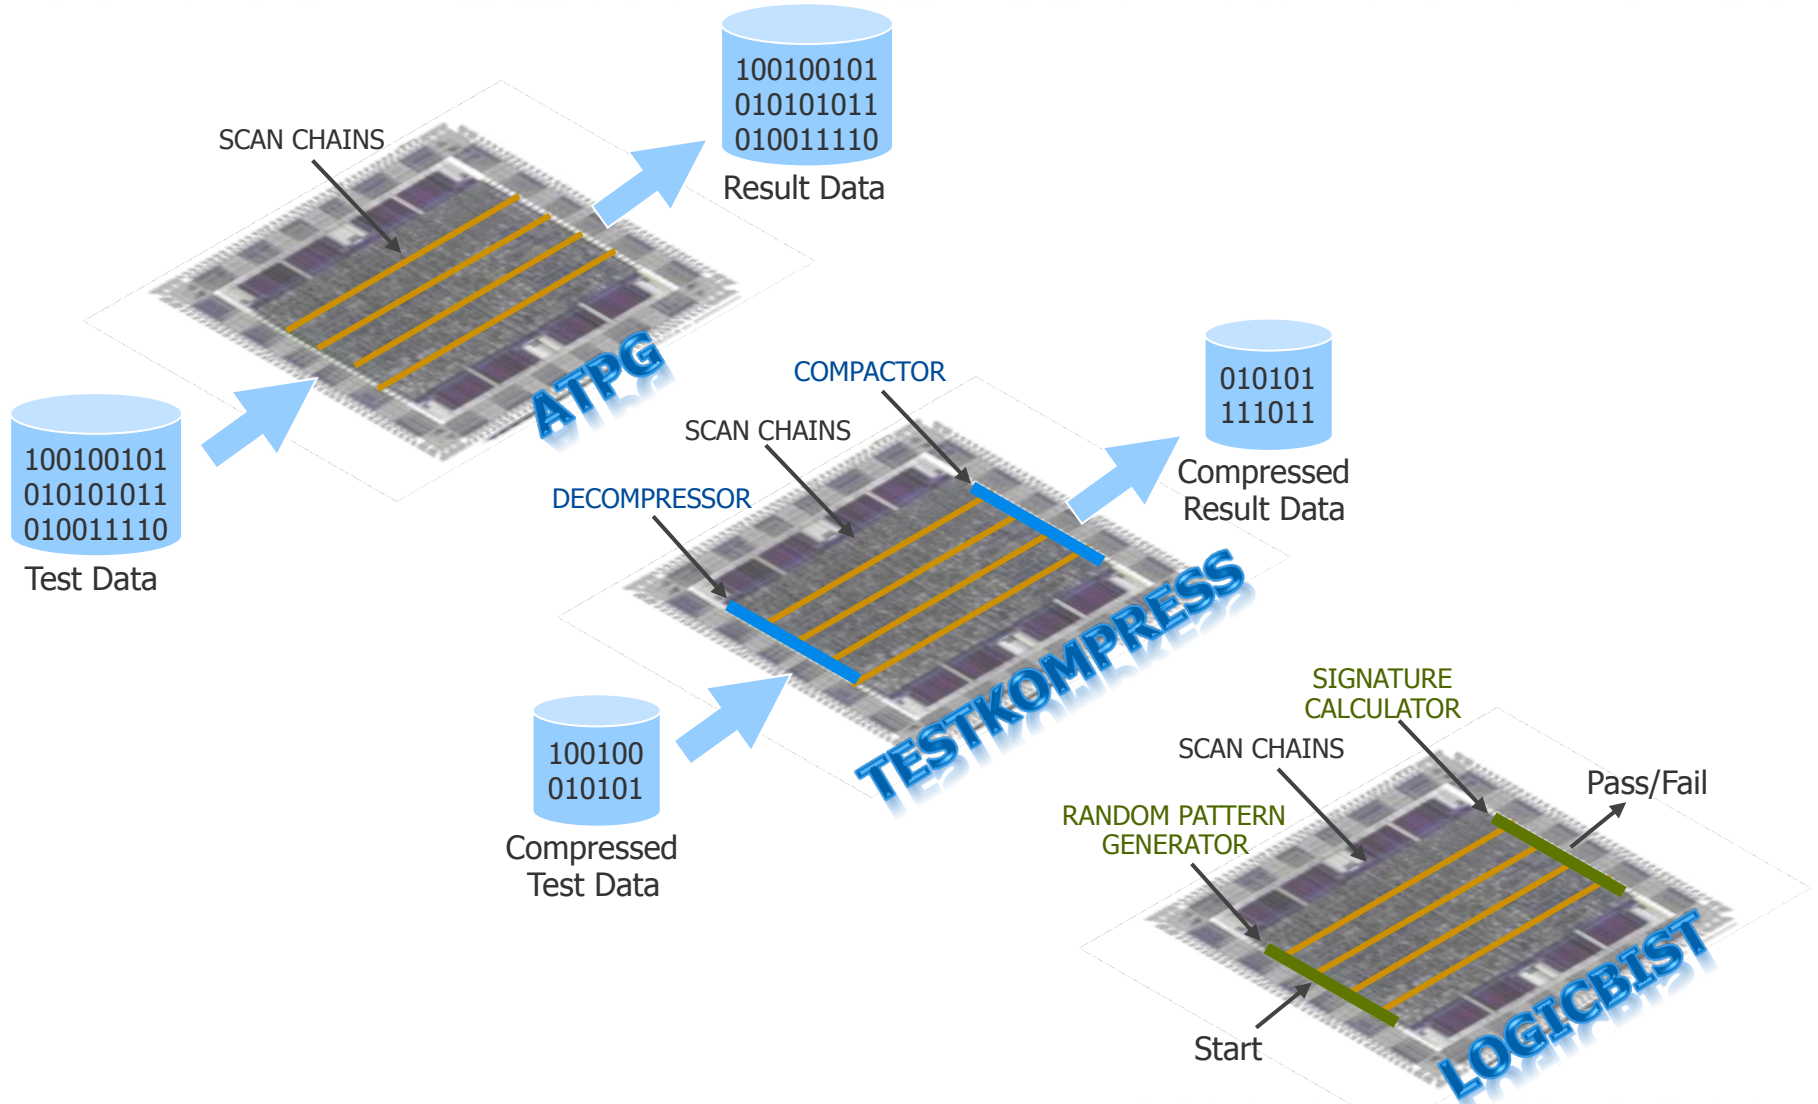 100100101
010101011
010011110
Result Data
SCAN CHAINS
ATPG
100100101
010101011
010011110
Test Data
COMPACTOR
SCAN CHAINS
DECOMPRESSOR
010101
111011
Compressed
Result Data
TESTKOMPRESS
100100
010101
Compressed
Test Data
SIGNATURE
CALCULATOR
SCAN CHAINS
RANDOM PATTERN
GENERATOR
Pass/Fail
Start
LOGICBIST